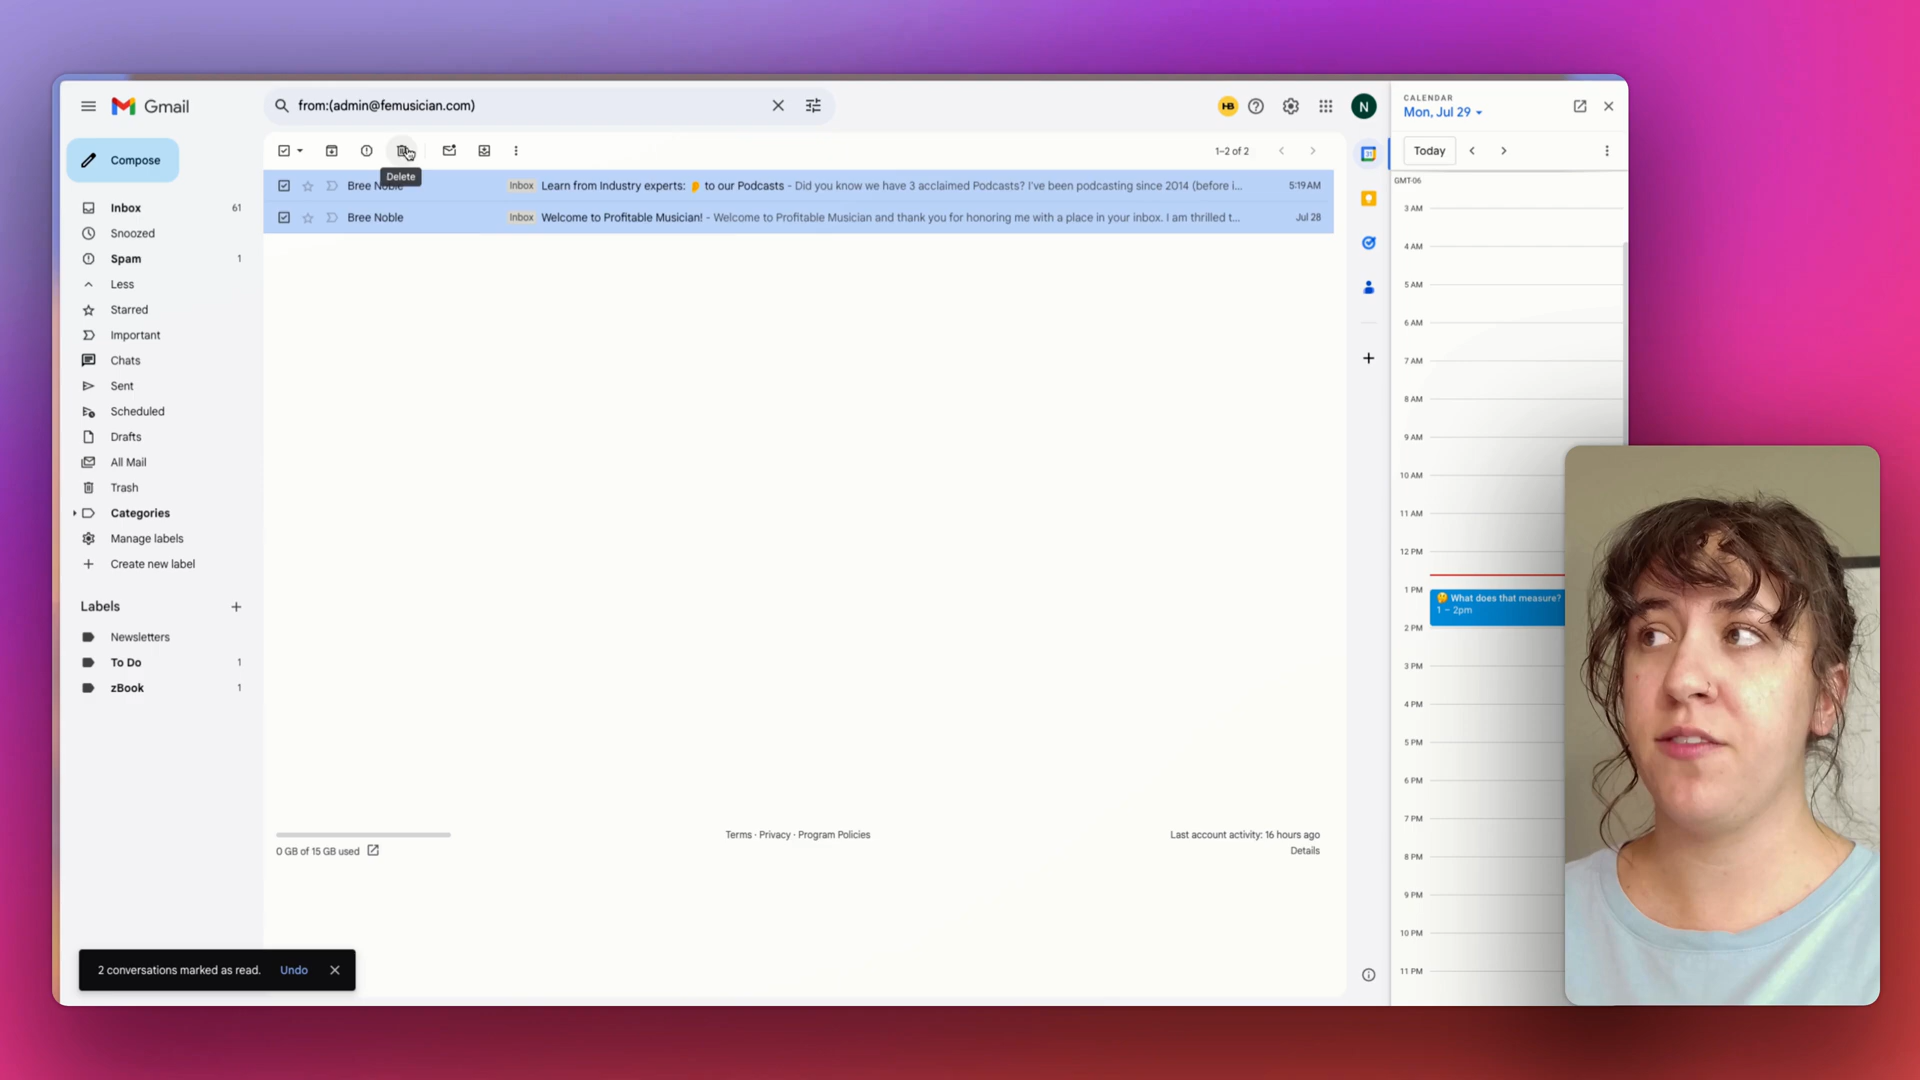 Gmail
from:(admin@femusician.com)
HB
N
CALENDAR
Mon, Jul 29
Compose
1–2 of 2
Today
Delete
GMT-06
Bree Noble
Inbox
Learn from Industry experts: 👂 to our Podcasts - Did you know we have 3 acclaimed Podcasts? I've been podcasting since 2014 (before i...
5:19 AM
Bree Noble
Inbox
Welcome to Profitable Musician! - Welcome to Profitable Musician and thank you for honoring me with a place in your inbox. I am thrilled t...
Jul 28
Inbox 61
Snoozed
Spam 1
Less
Starred
Important
Chats
Sent
Scheduled
Drafts
All Mail
Trash
Categories
Manage labels
Create new label
Labels
Newsletters
To Do 1
zBook 1
31
3 AM
4 AM
5 AM
6 AM
7 AM
8 AM
9 AM
10 AM
11 AM
12 PM
1 PM
🤔 What does that measure?
1 – 2pm
2 PM
3 PM
4 PM
5 PM
6 PM
7 PM
8 PM
9 PM
10 PM
11 PM
0 GB of 15 GB used
Terms · Privacy · Program Policies
Last account activity: 16 hours ago
Details
2 conversations marked as read. Undo